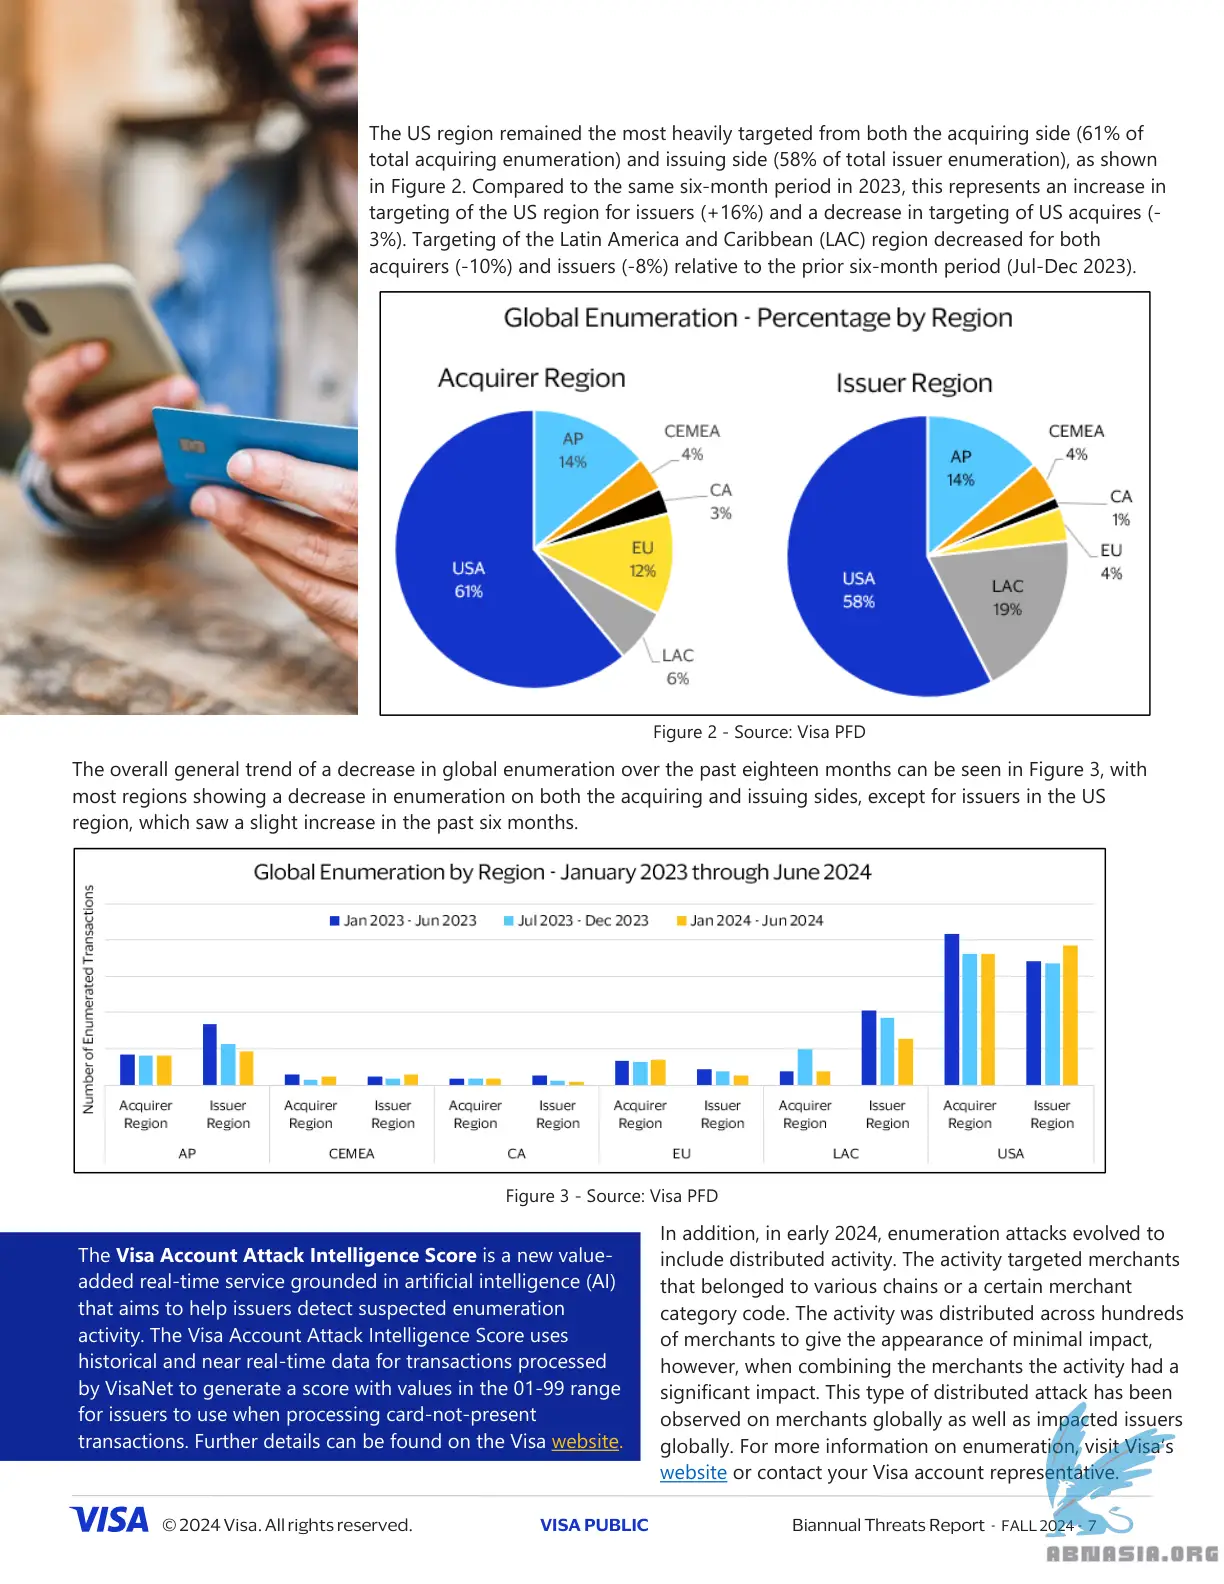 The US region remained the most heavily targeted from both the acquiring side (61% of
total acquiring enumeration) and issuing side (58% of total issuer enumeration), as shown
in Figure 2. Compared to the same six-month period in 2023, this represents an increase in
targeting of the US region for issuers (+16%) and a decrease in targeting of US acquires (-
3%). Targeting of the Latin America and Caribbean (LAC) region decreased for both
acquirers (-10%) and issuers (-8%) relative to the prior six-month period (Jul-Dec 2023).
Global Enumeration - Percentage by Region
Acquirer Region
AP
14%
CEMEA
4%
CA
3%
EU
12%
LAC
6%
USA
61%
Issuer Region
AP
14%
CEMEA
4%
CA
1%
EU
4%
LAC
19%
USA
58%
Figure 2 - Source: Visa PFD
The overall general trend of a decrease in global enumeration over the past eighteen months can be seen in Figure 3, with
most regions showing a decrease in enumeration on both the acquiring and issuing sides, except for issuers in the US
region, which saw a slight increase in the past six months.
Global Enumeration by Region - January 2023 through June 2024
Number of Enumerated Transactions
Jan 2023 - Jun 2023 Jul 2023 - Dec 2023 Jan 2024 - Jun 2024
Acquirer Issuer Acquirer Issuer Acquirer Issuer Acquirer Issuer Acquirer Issuer Acquirer Issuer
Region Region Region Region Region Region Region Region Region Region Region Region
AP CEMEA CA EU LAC USA
Figure 3 - Source: Visa PFD
The Visa Account Attack Intelligence Score is a new value-
added real-time service grounded in artificial intelligence (AI)
that aims to help issuers detect suspected enumeration
activity. The Visa Account Attack Intelligence Score uses
historical and near real-time data for transactions processed
by VisaNet to generate a score with values in the 01-99 range
for issuers to use when processing card-not-present
transactions. Further details can be found on the Visa website.
In addition, in early 2024, enumeration attacks evolved to
include distributed activity. The activity targeted merchants
that belonged to various chains or a certain merchant
category code. The activity was distributed across hundreds
of merchants to give the appearance of minimal impact,
however, when combining the merchants the activity had a
significant impact. This type of distributed attack has been
observed on merchants globally as well as impacted issuers
globally. For more information on enumeration, visit Visa's
website or contact your Visa account representative.
VISA © 2024 Visa. All rights reserved. VISA PUBLIC Biannual Threats Report - FALL 2024 - 7
ABNASIA.ORG